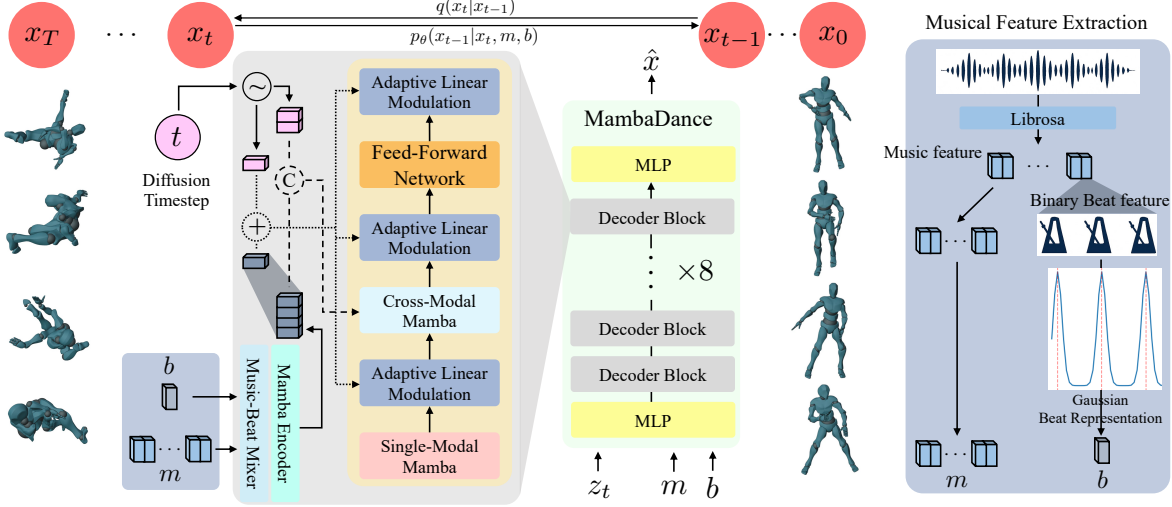 q(x_t|x_{t-1})
x_T ··· x_t x_{t-1} ··· x_0
p_θ(x_{t-1}|x_t, m, b)
t
Diffusion
Timestep
∼
C
+
b
m
Music-Beat Mixer
Mamba Encoder
Adaptive Linear
Modulation
Feed-Forward
Network
Adaptive Linear
Modulation
Cross-Modal
Mamba
Adaptive Linear
Modulation
Single-Modal
Mamba
x̂
MambaDance
MLP
Decoder Block
×8
Decoder Block
Decoder Block
MLP
z_t m b
Musical Feature Extraction
Librosa
Music feature
Binary Beat feature
Gaussian
Beat Representation
m b